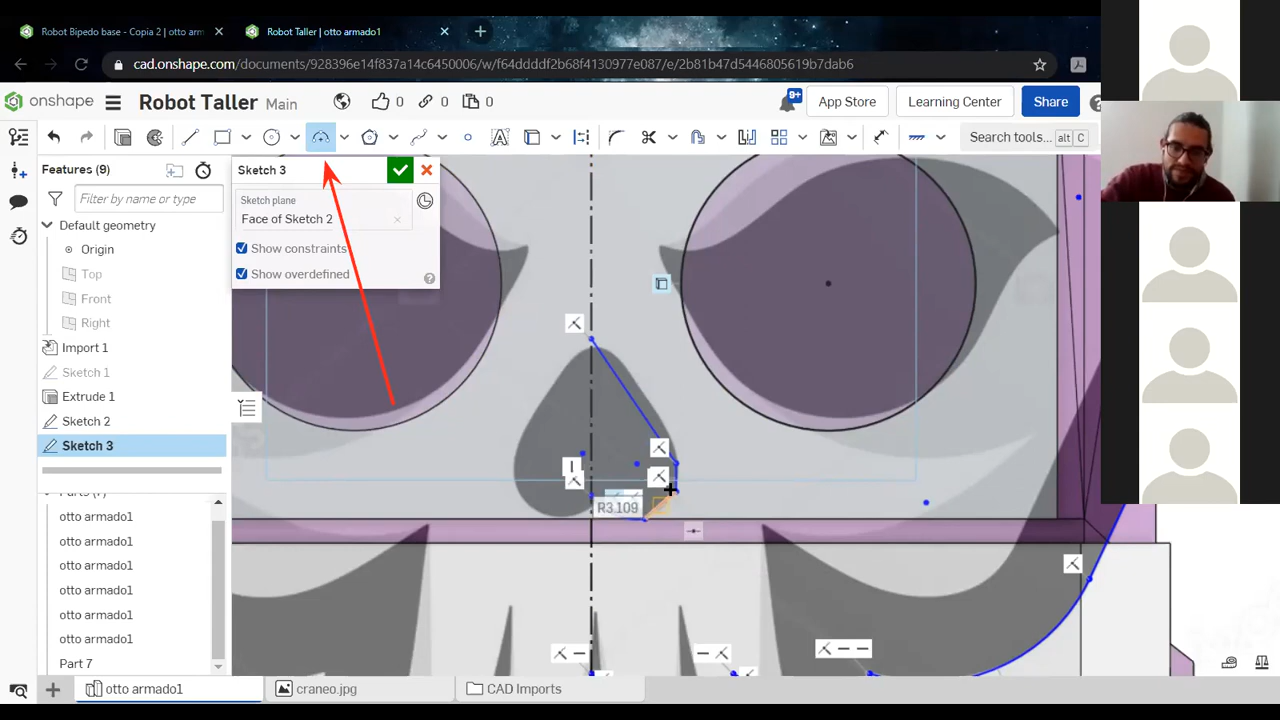 Robot Bipedo base - Copia 2 | otto arm
Robot Taller | otto armado1
cad.onshape.com/documents/928396e14f837a14c6450006/w/f64ddddf2b68f4130977e087/e/2b81b47d5446805619b7dab6
onshape
Robot Taller Main
0
0
0
9+
App Store
Learning Center
Share
Search tools...
alt
C
Features (9)
Filter by name or type
Default geometry
Origin
Top
Front
Right
Import 1
Sketch 1
Extrude 1
Sketch 2
Sketch 3
Sketch 3
Sketch plane
Face of Sketch 2
Show constraints
Show overdefined
R3.109
Parts (7)
otto armado1
otto armado1
otto armado1
otto armado1
otto armado1
otto armado1
Part 7
otto armado1
craneo.jpg
CAD Imports